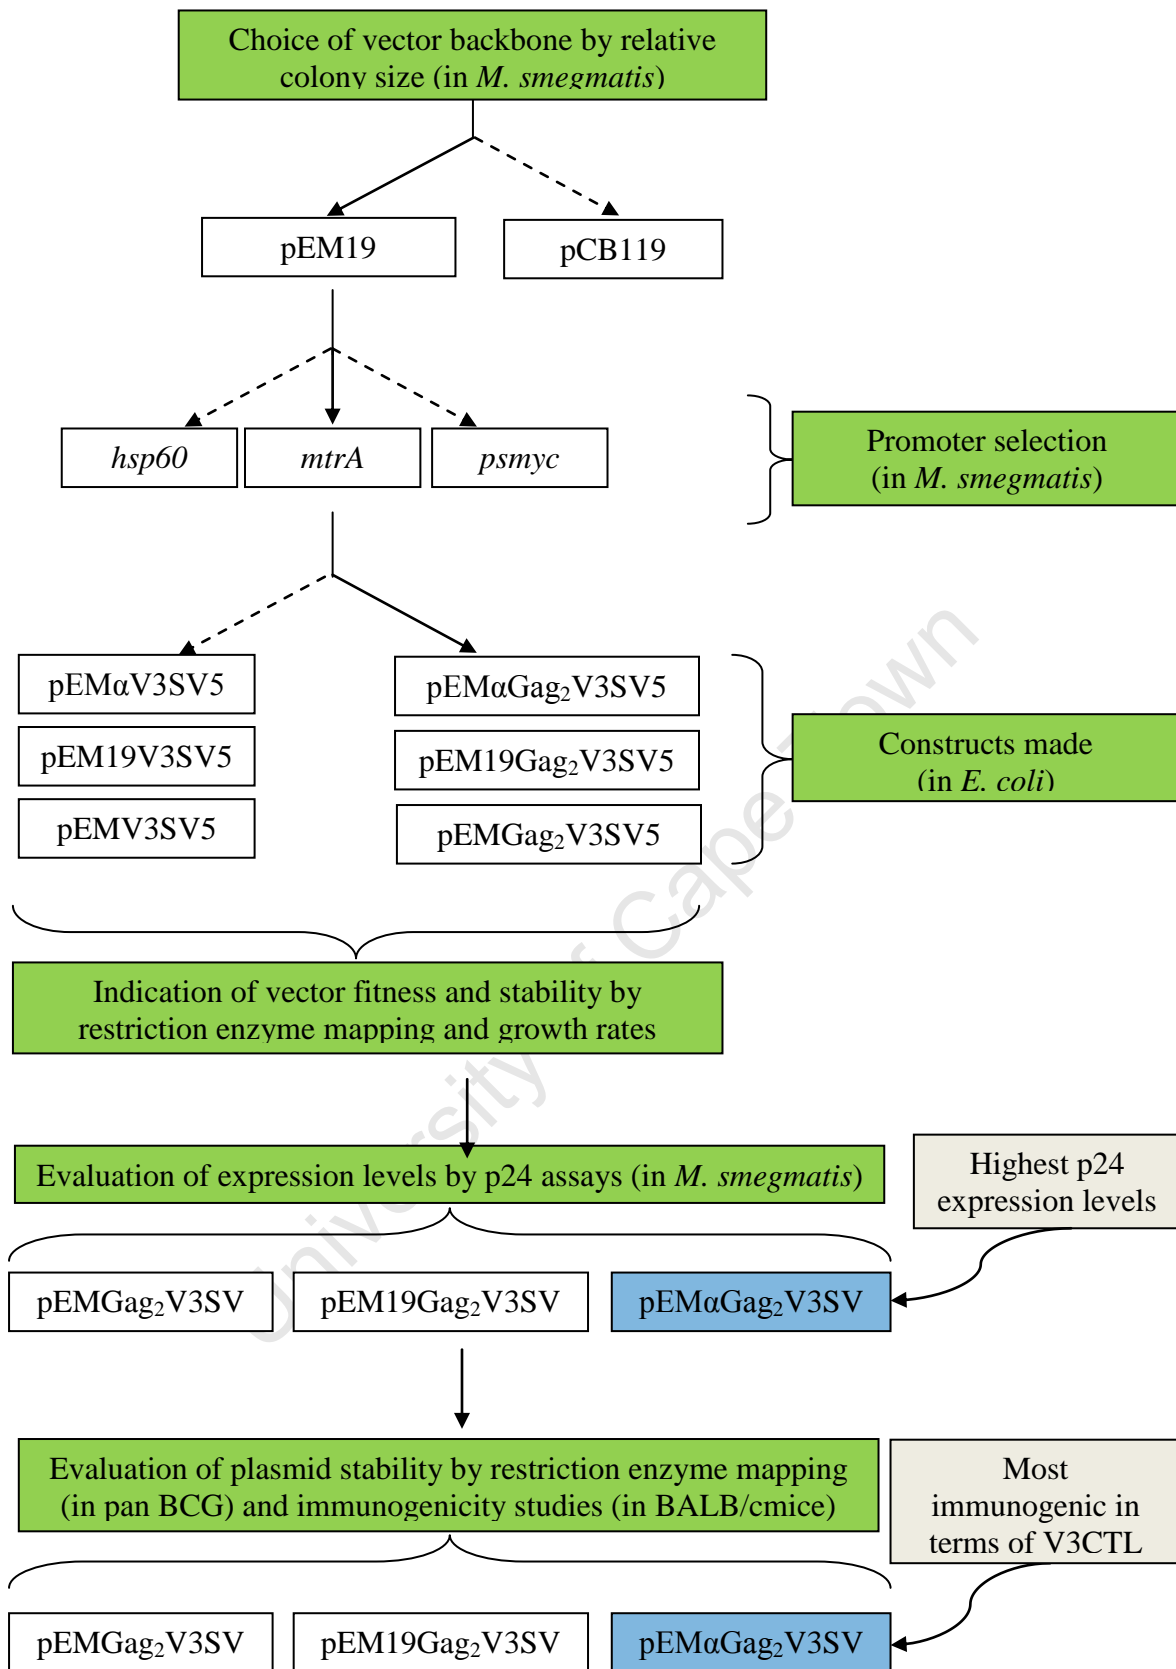 Choice of vector backbone by relative
colony size (in M. smegmatis)
pEM19
pCB119
hsp60
mtrA
psmyc
Promoter selection
(in M. smegmatis)
pEMαV3SV5
pEM19V3SV5
pEMV3SV5
pEMαGag₂V3SV5
pEM19Gag₂V3SV5
pEMGag₂V3SV5
Constructs made
(in E. coli)
Indication of vector fitness and stability by
restriction enzyme mapping and growth rates
Evaluation of expression levels by p24 assays (in M. smegmatis)
Highest p24
expression levels
pEMGag₂V3SV
pEM19Gag₂V3SV
pEMαGag₂V3SV
Evaluation of plasmid stability by restriction enzyme mapping
(in pan BCG) and immunogenicity studies (in BALB/cmice)
Most
immunogenic in
terms of V3CTL
pEMGag₂V3SV
pEM19Gag₂V3SV
pEMαGag₂V3SV
University of Cape Town